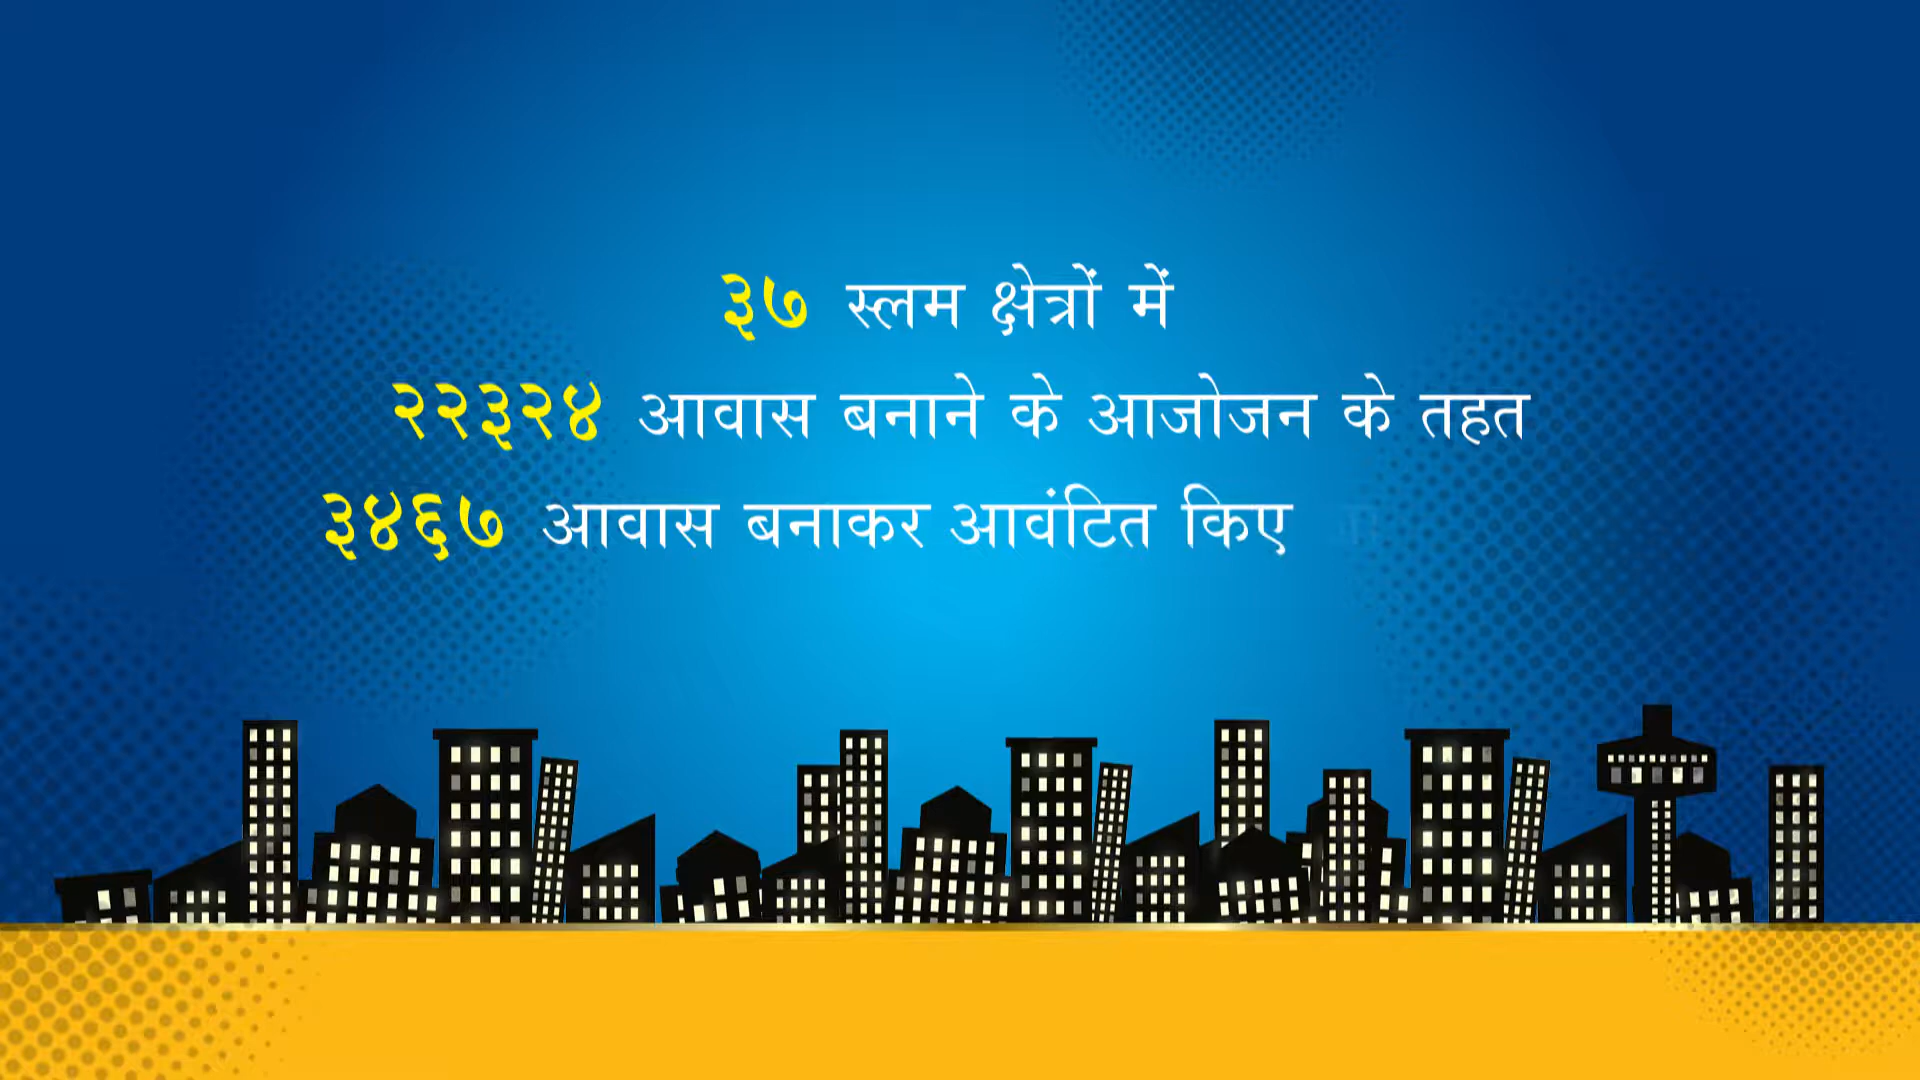 ३७ स्लम क्षेत्रों में
२२३२४ आवास बनाने के आजोजन के तहत
३४६७ आवास बनाकर आवंटित किए